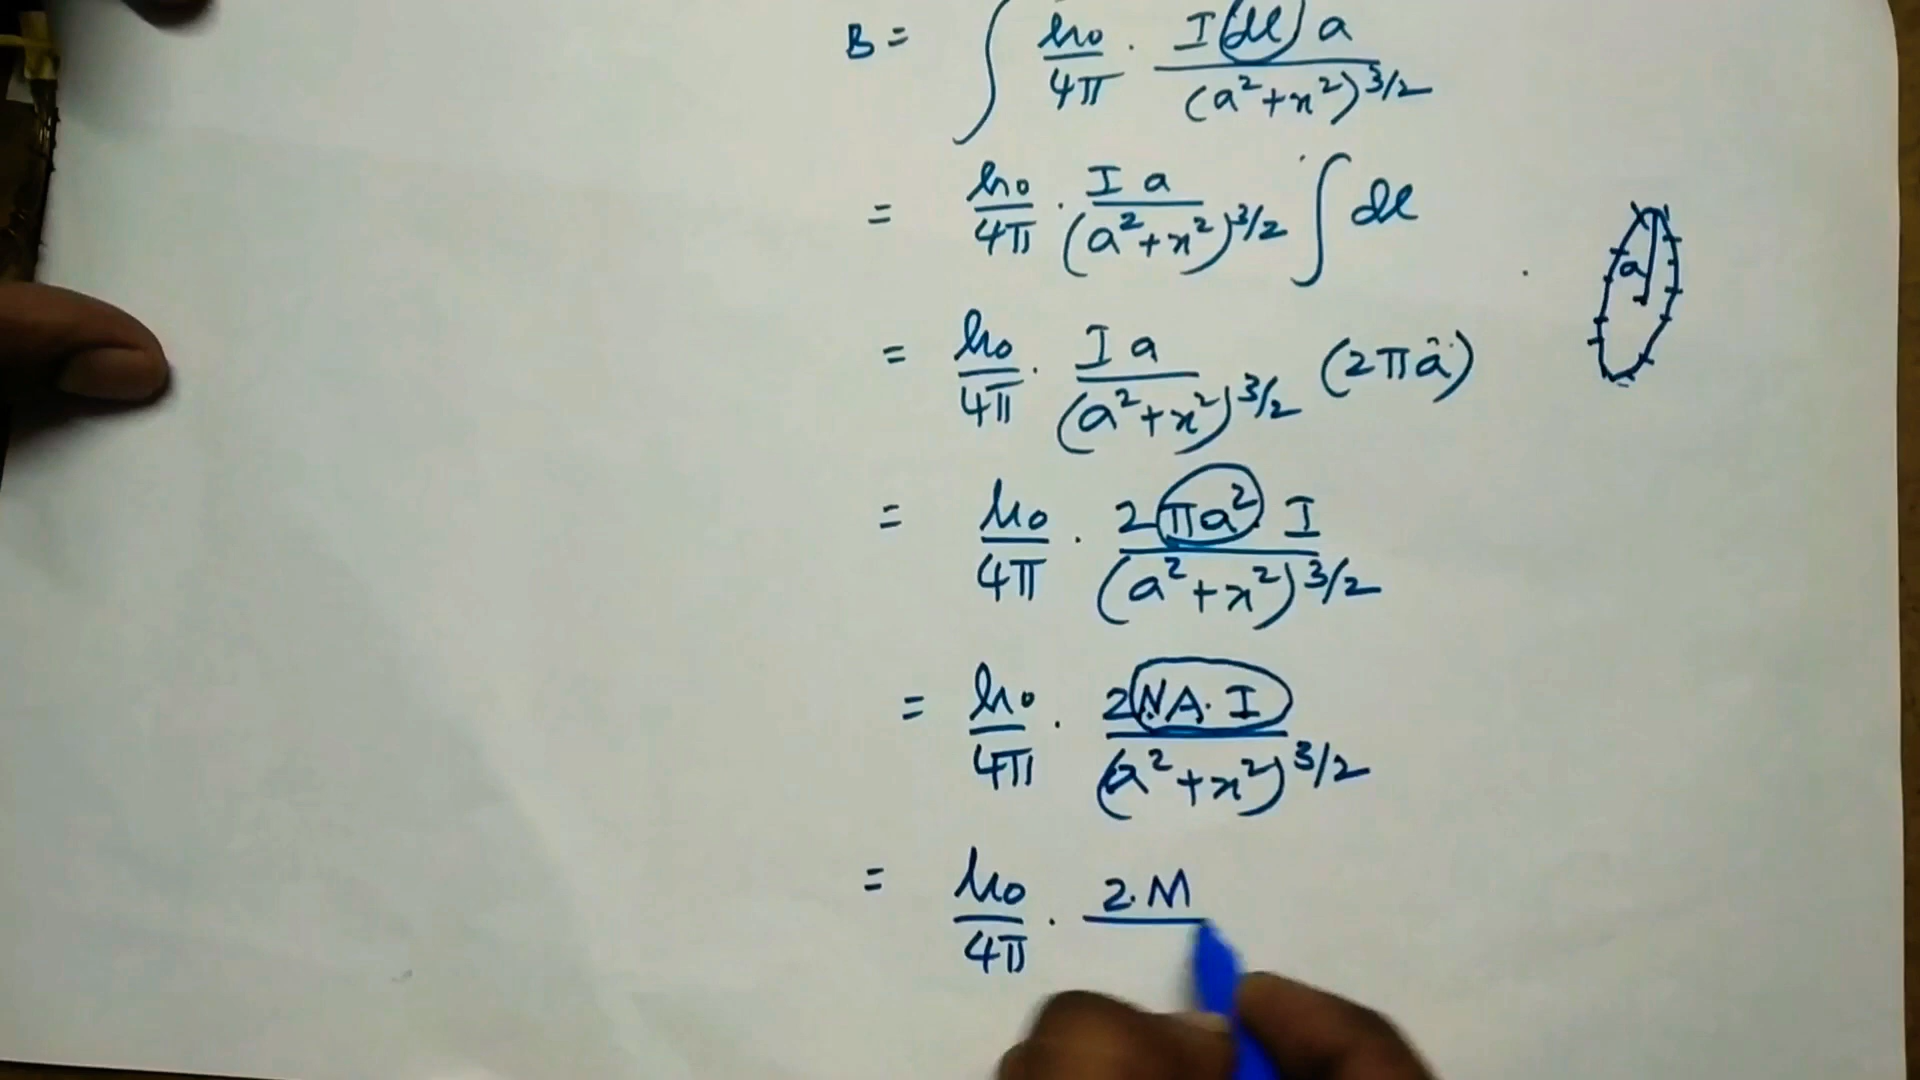 B = ∫ μ₀/4π · I(dl) a/(a²+x²)^3/2
= μ₀/4π · I a/(a²+x²)^3/2 ∫ dl
a
= μ₀/4π · I a/(a²+x²)^3/2 (2πa)
= μ₀/4π · 2πa² I/(a²+x²)^3/2
= μ₀/4π · 2NA·I/(a²+x²)^3/2
= μ₀/4π · 2·M